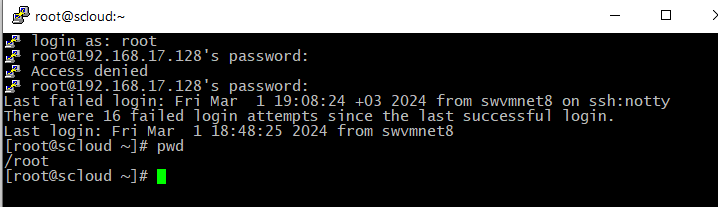 root@scloud:~
login as: root
root@192.168.17.128's password:
Access denied
root@192.168.17.128's password:
Last failed login: Fri Mar  1 19:08:24 +03 2024 from swvmnet8 on ssh:notty
There were 16 failed login attempts since the last successful login.
Last login: Fri Mar  1 18:48:25 2024 from swvmnet8
[root@scloud ~]# pwd
/root
[root@scloud ~]#